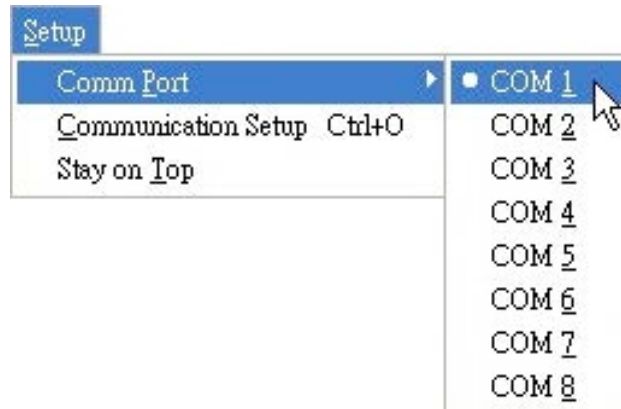 Setup
Comm Port
Communication Setup Ctrl+O
Stay on Top
COM 1
COM 2
COM 3
COM 4
COM 5
COM 6
COM 7
COM 8